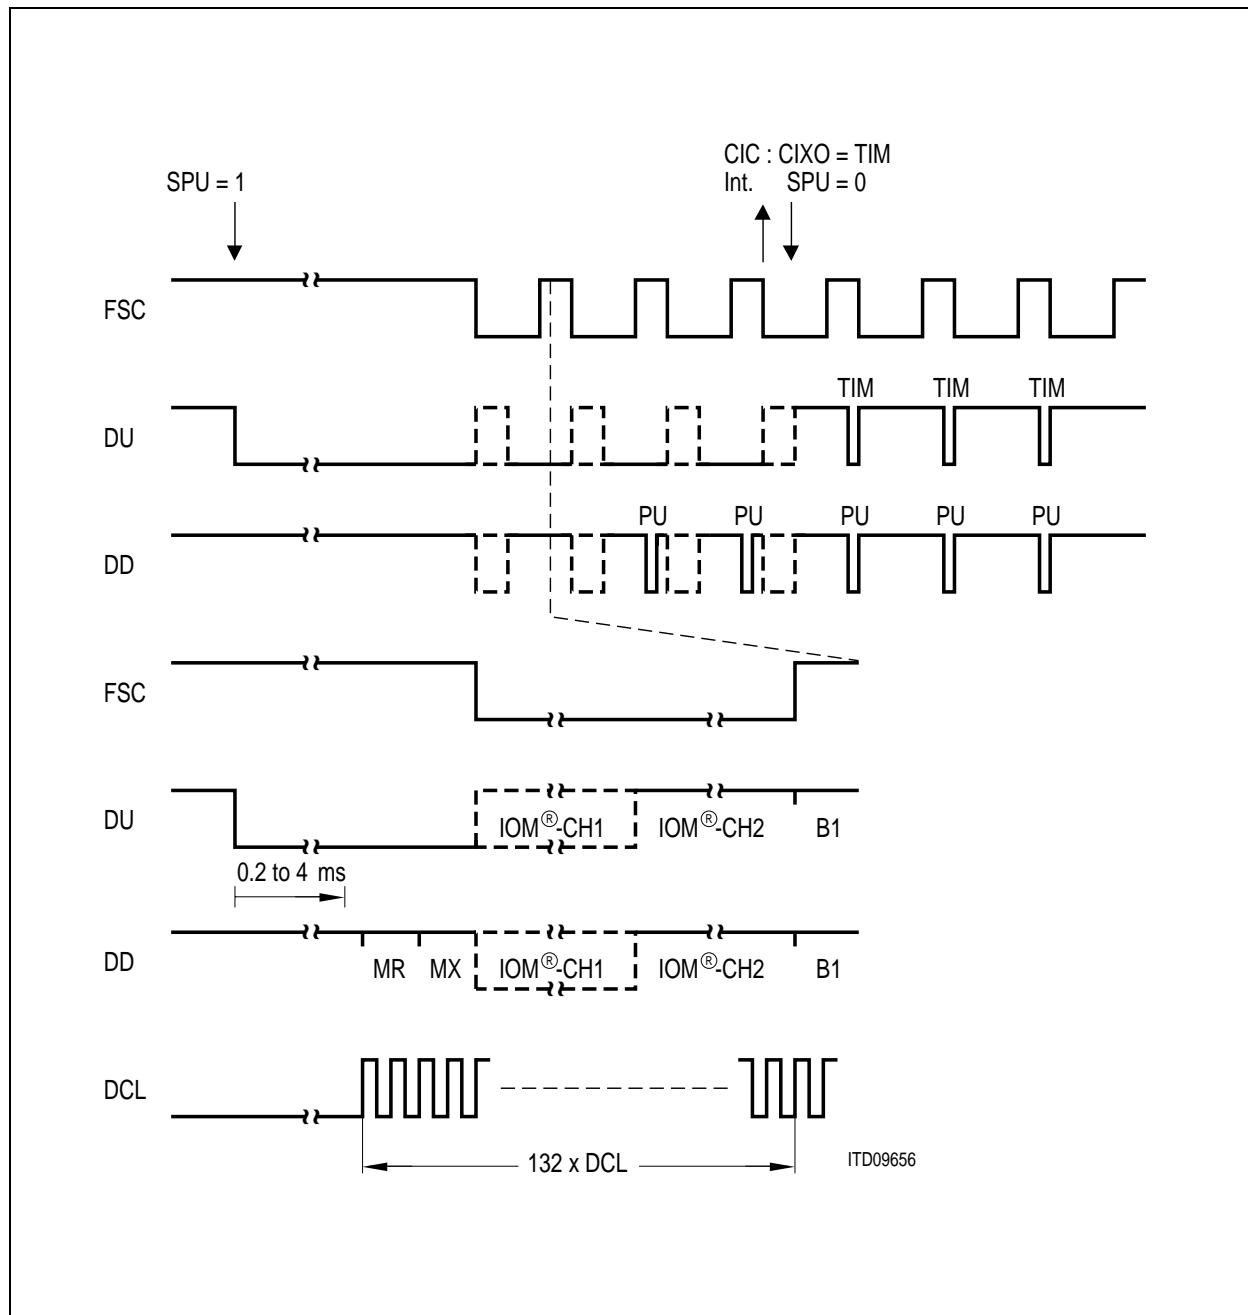 CIC : CIXO = TIM
SPU = 1
Int. SPU = 0
FSC
TIM TIM TIM
DU
PU PU PU PU PU
DD
FSC
DU
IOM®-CH1 IOM®-CH2 B1
0.2 to 4 ms
DD
MR MX IOM®-CH1 IOM®-CH2 B1
DCL
132 x DCL
ITD09656